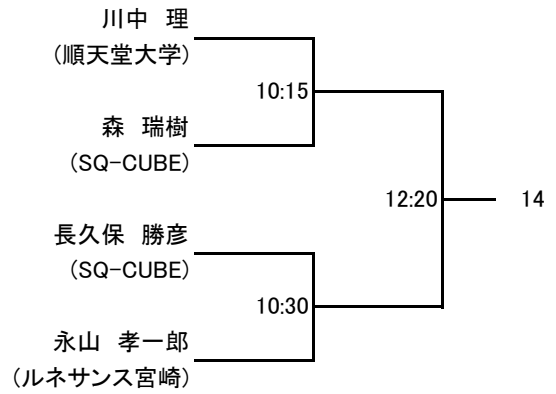 川中　理
(順天堂大学)
10:15
森　瑞樹
(SQ-CUBE)
12:20
14
長久保　勝彦
(SQ-CUBE)
10:30
永山　孝一郎
(ルネサンス宮崎)